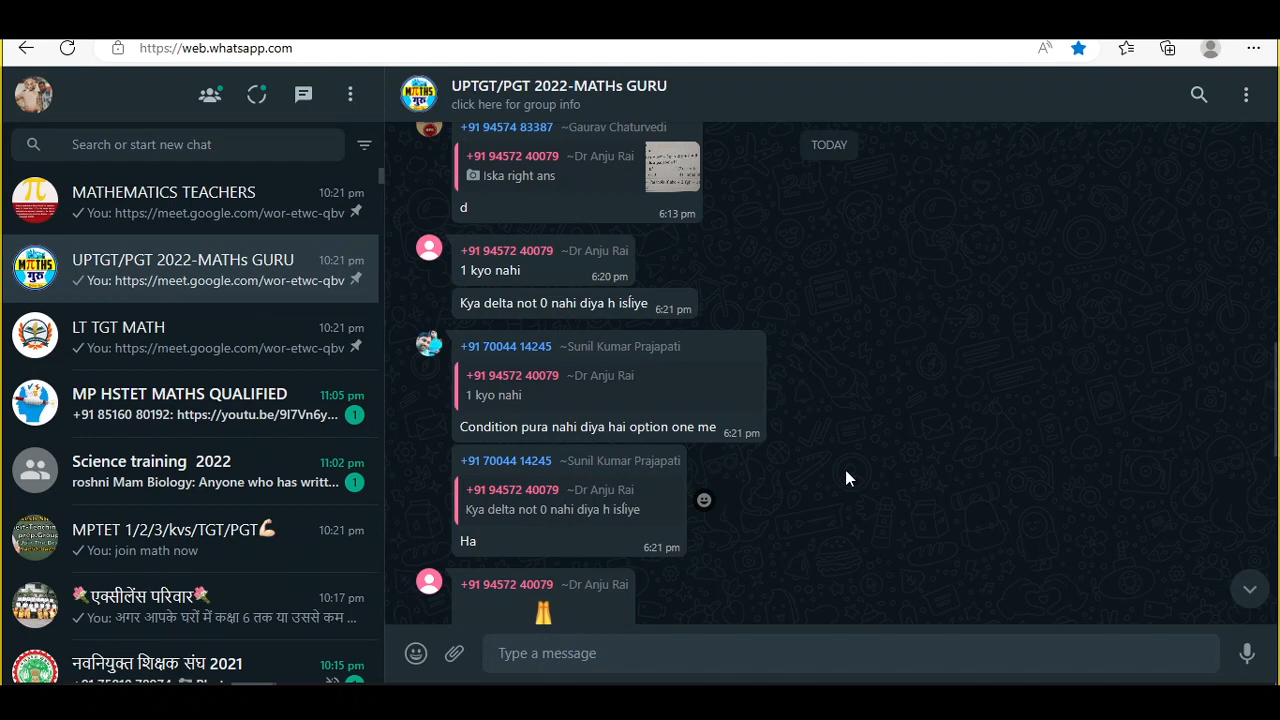 https://web.whatsapp.com
Search or start new chat
MATHEMATICS TEACHERS 10:21 pm
You: https://meet.google.com/wor-etwc-qbv
UPTGT/PGT 2022-MATHs GURU 10:21 pm
You: https://meet.google.com/wor-etwc-qbv
LT TGT MATH 10:21 pm
You: https://meet.google.com/wor-etwc-qbv
MP HSTET MATHS QUALIFIED 11:05 pm
+91 85160 80192: https://youtu.be/9I7Vn6y... 1
Science training 2022 11:02 pm
roshni Mam Biology: Anyone who has writt... 1
MPTET 1/2/3/kvs/TGT/PGT💪🏻 10:21 pm
You: join math now
💐एक्सीलेंस परिवार💐 10:17 pm
You: अगर आपके घरों में कक्षा 6 तक या उससे कम ...
नवनियुक्त शिक्षक संघ 2021 10:15 pm
UPTGT/PGT 2022-MATHs GURU
click here for group info
TODAY
+91 94574 83387 ~Gaurav Chaturvedi
+91 94572 40079 ~Dr Anju Rai
Iska right ans
d 6:13 pm
+91 94572 40079 ~Dr Anju Rai
1 kyo nahi 6:20 pm
Kya delta not 0 nahi diya h isliye 6:21 pm
+91 70044 14245 ~Sunil Kumar Prajapati
+91 94572 40079 ~Dr Anju Rai
1 kyo nahi
Condition pura nahi diya hai option one me 6:21 pm
+91 70044 14245 ~Sunil Kumar Prajapati
+91 94572 40079 ~Dr Anju Rai
Kya delta not 0 nahi diya h isliye
Ha 6:21 pm
+91 94572 40079 ~Dr Anju Rai
🙏
Type a message